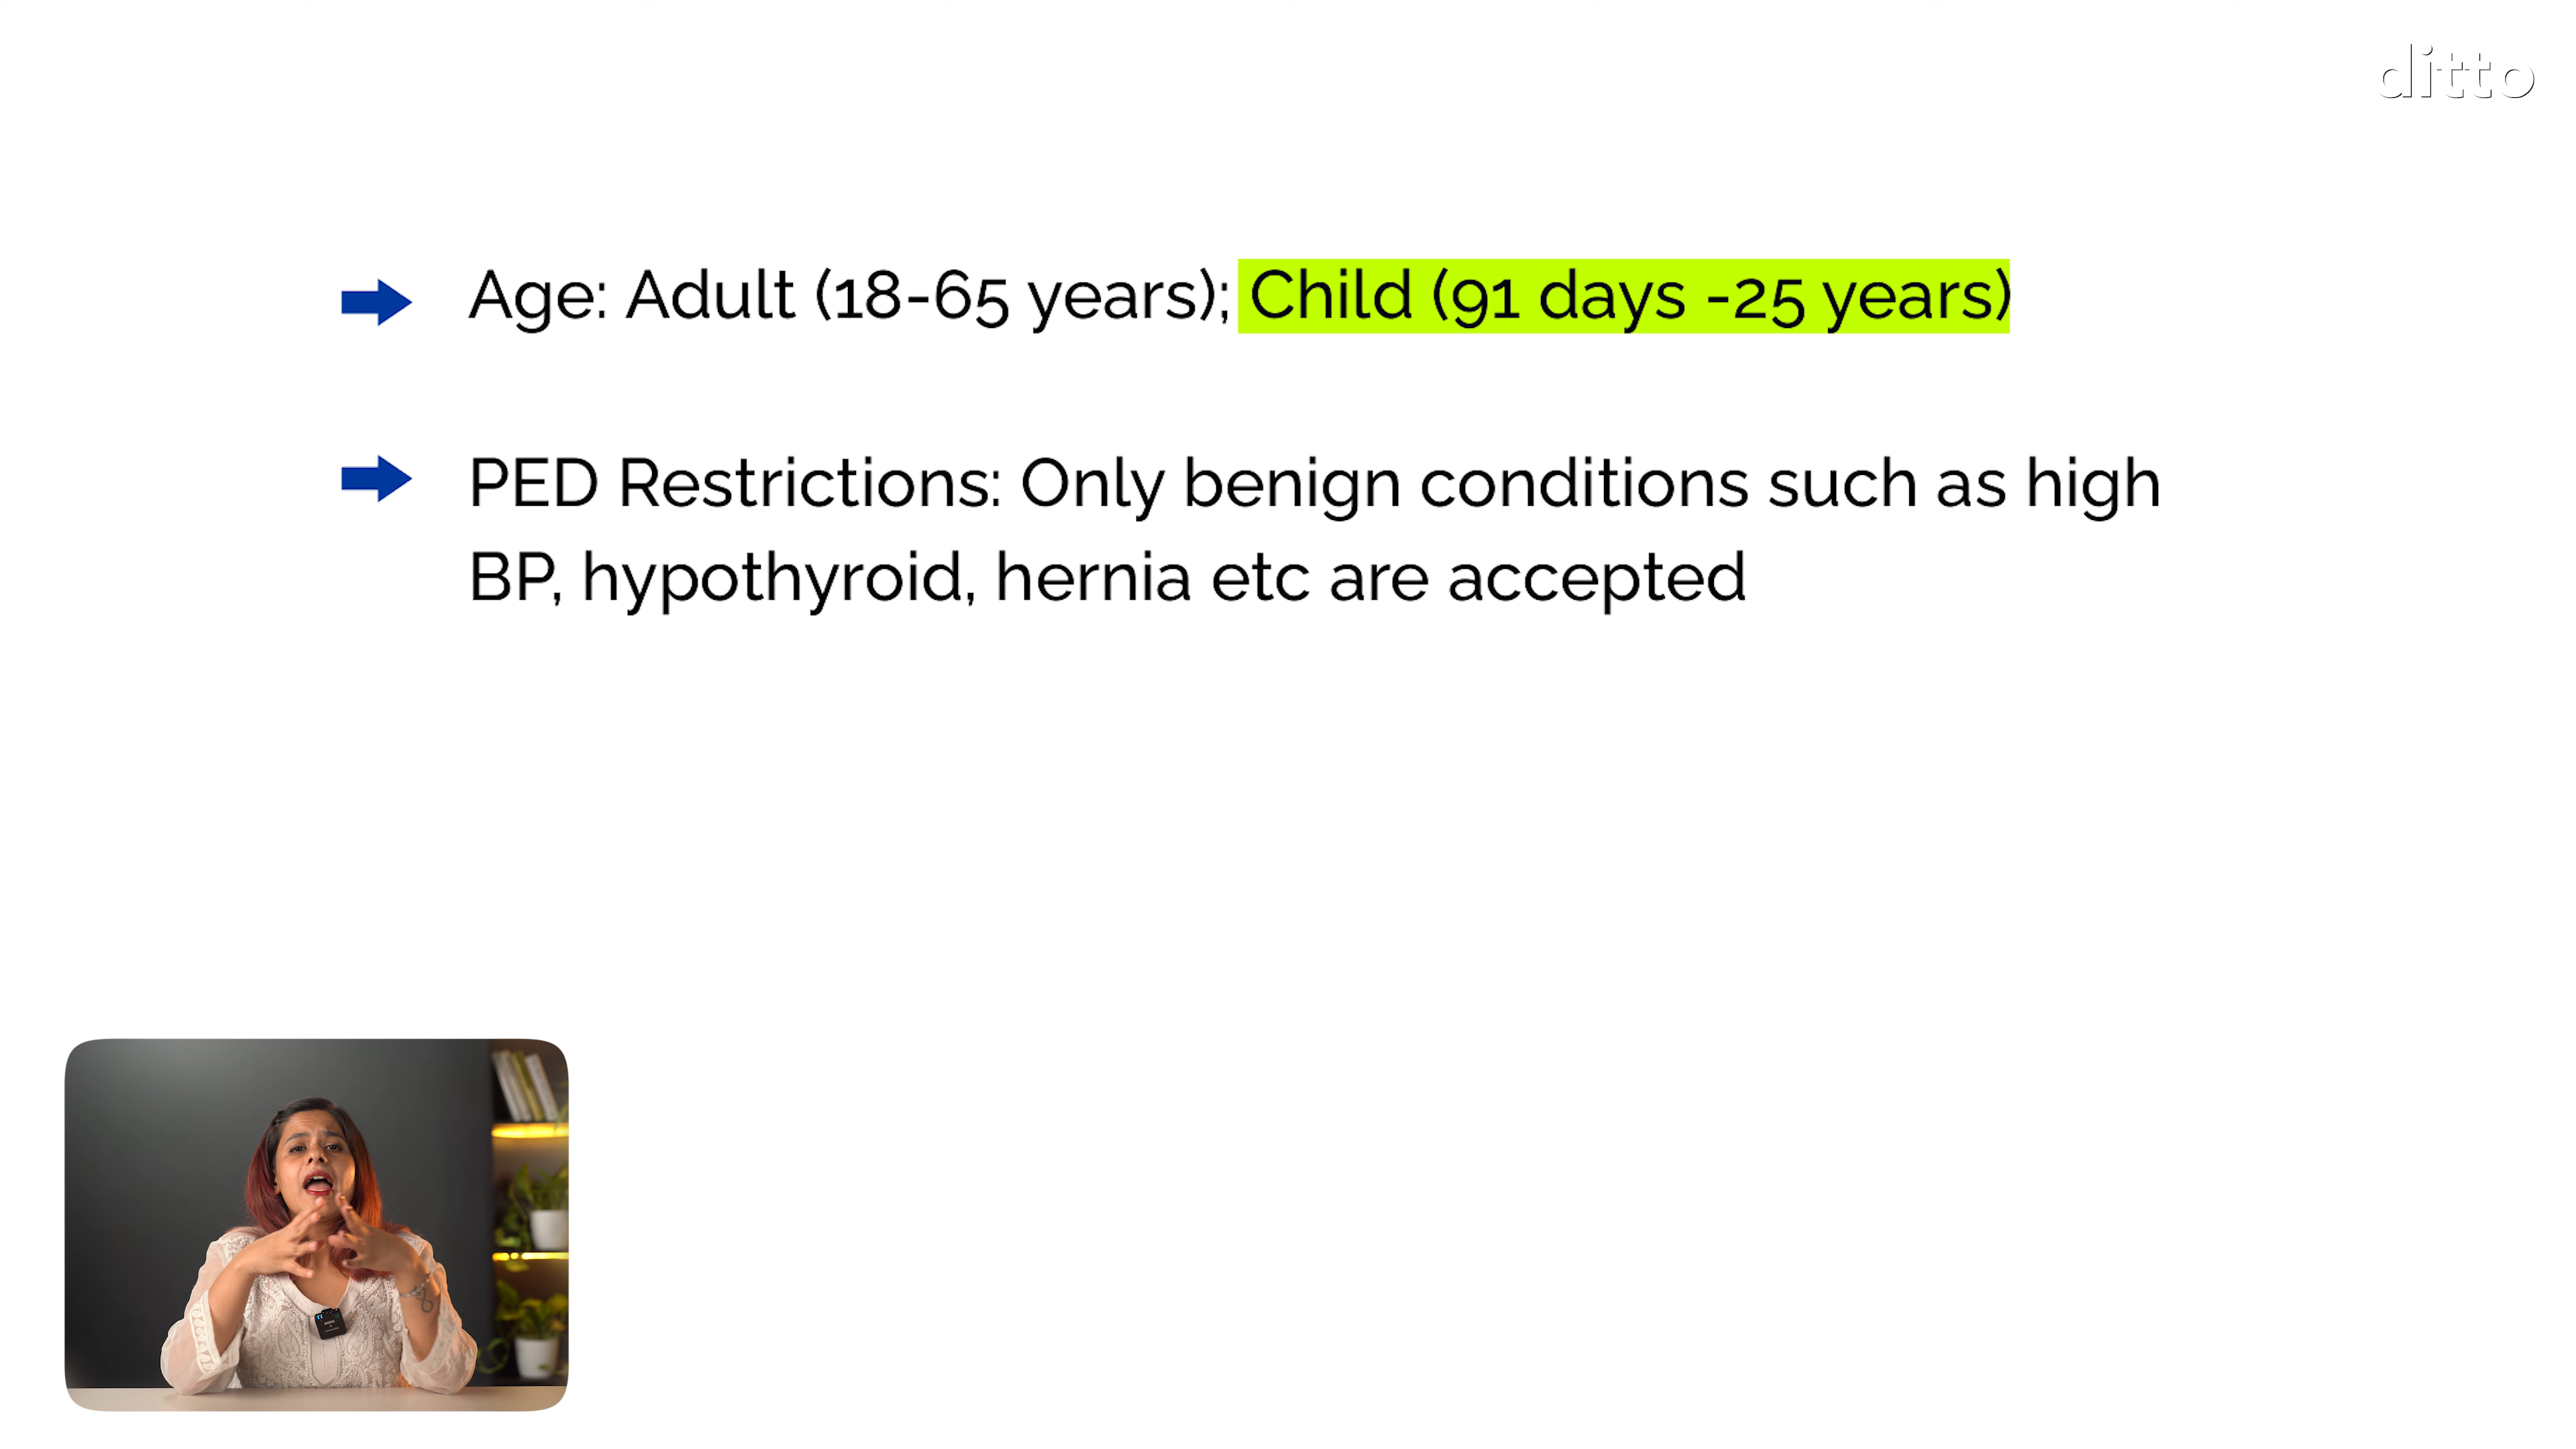 ditto
Age: Adult (18-65 years); Child (91 days -25 years)
PED Restrictions: Only benign conditions such as high
BP, hypothyroid, hernia etc are accepted